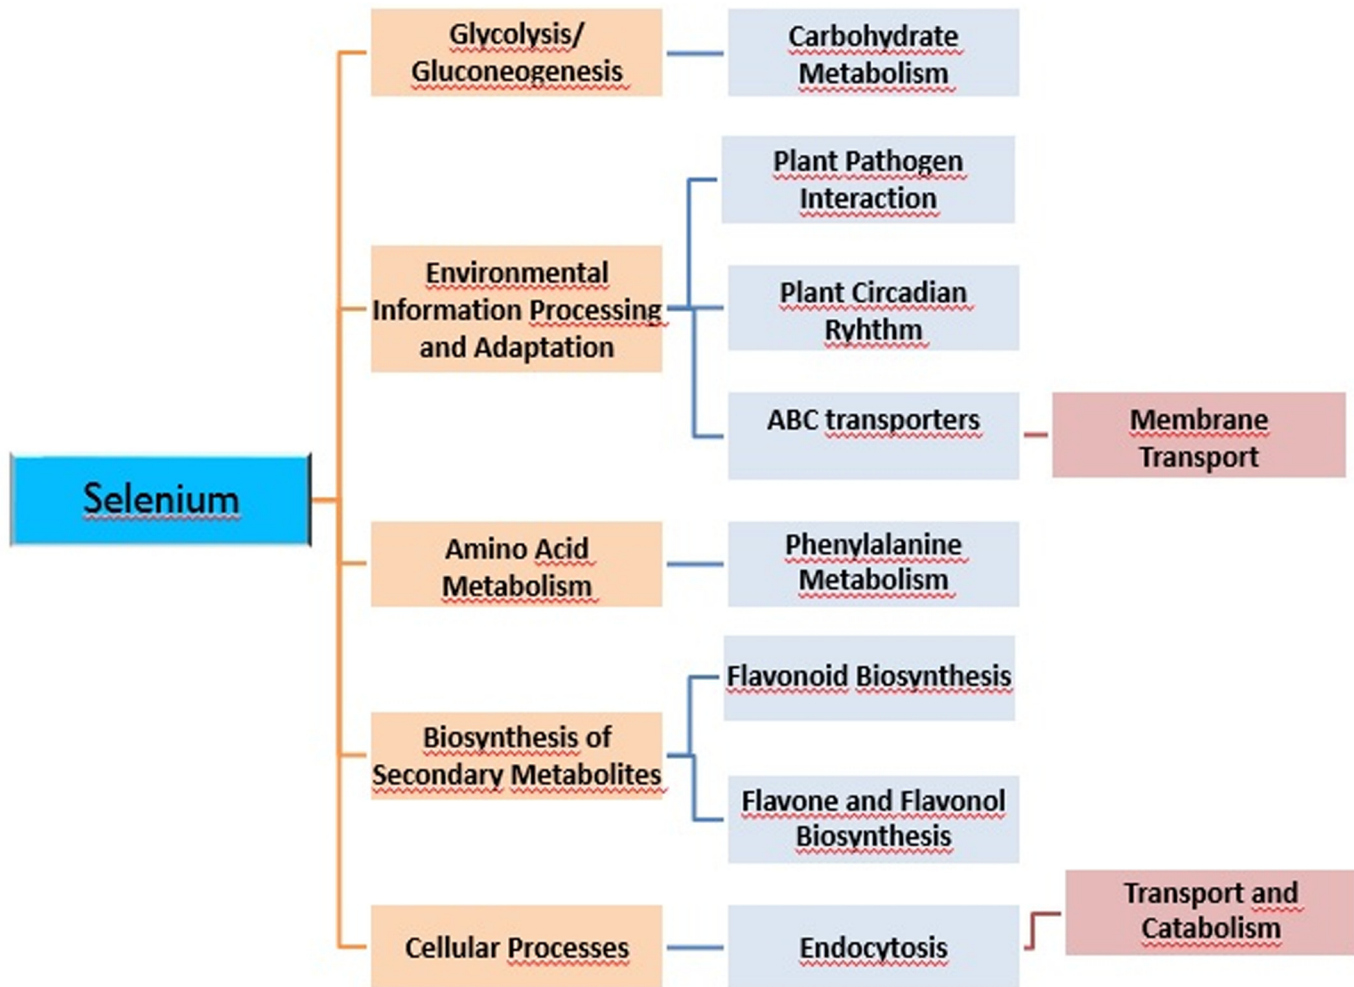 Glycolysis/
Gluconeogenesis
Carbohydrate
Metabolism
Plant Pathogen
Interaction
Environmental
Information Processing
and Adaptation
Plant Circadian
Ryhthm
ABC transporters
Membrane
Transport
Selenium
Amino Acid
Metabolism
Phenylalanine
Metabolism
Flavonoid Biosynthesis
Biosynthesis of
Secondary Metabolites
Flavone and Flavonol
Biosynthesis
Cellular Processes
Endocytosis
Transport and
Catabolism